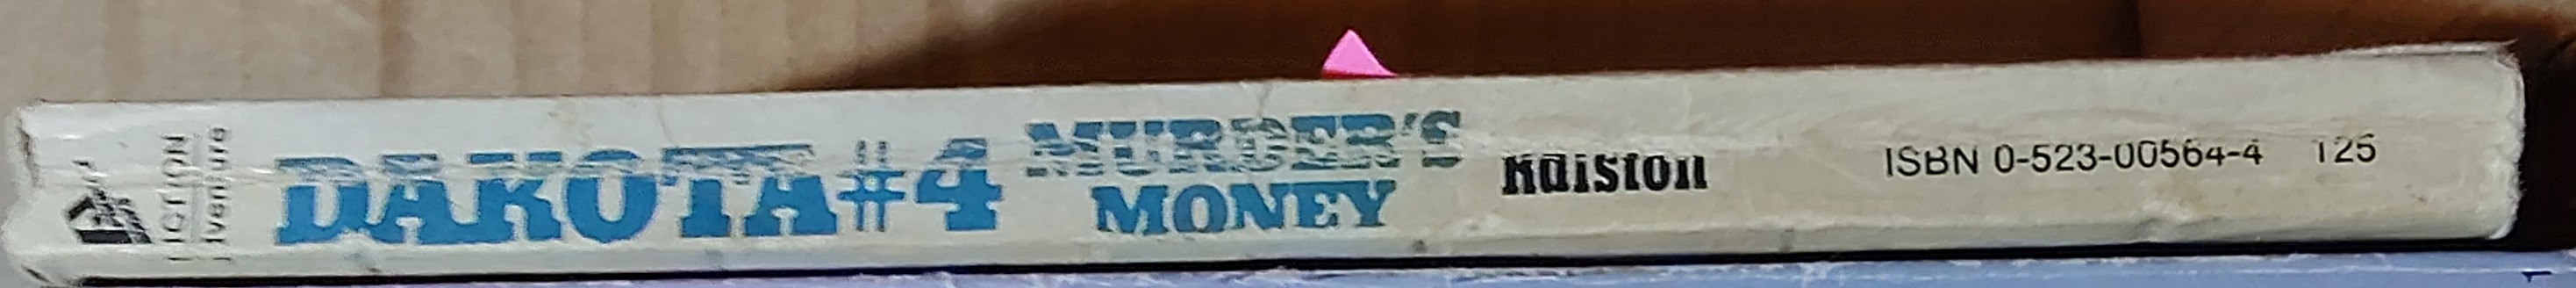 FICTION
Adventure
DAKOTA #4
MURDER'S
MONEY
Ralston
ISBN 0-523-00564-4 125